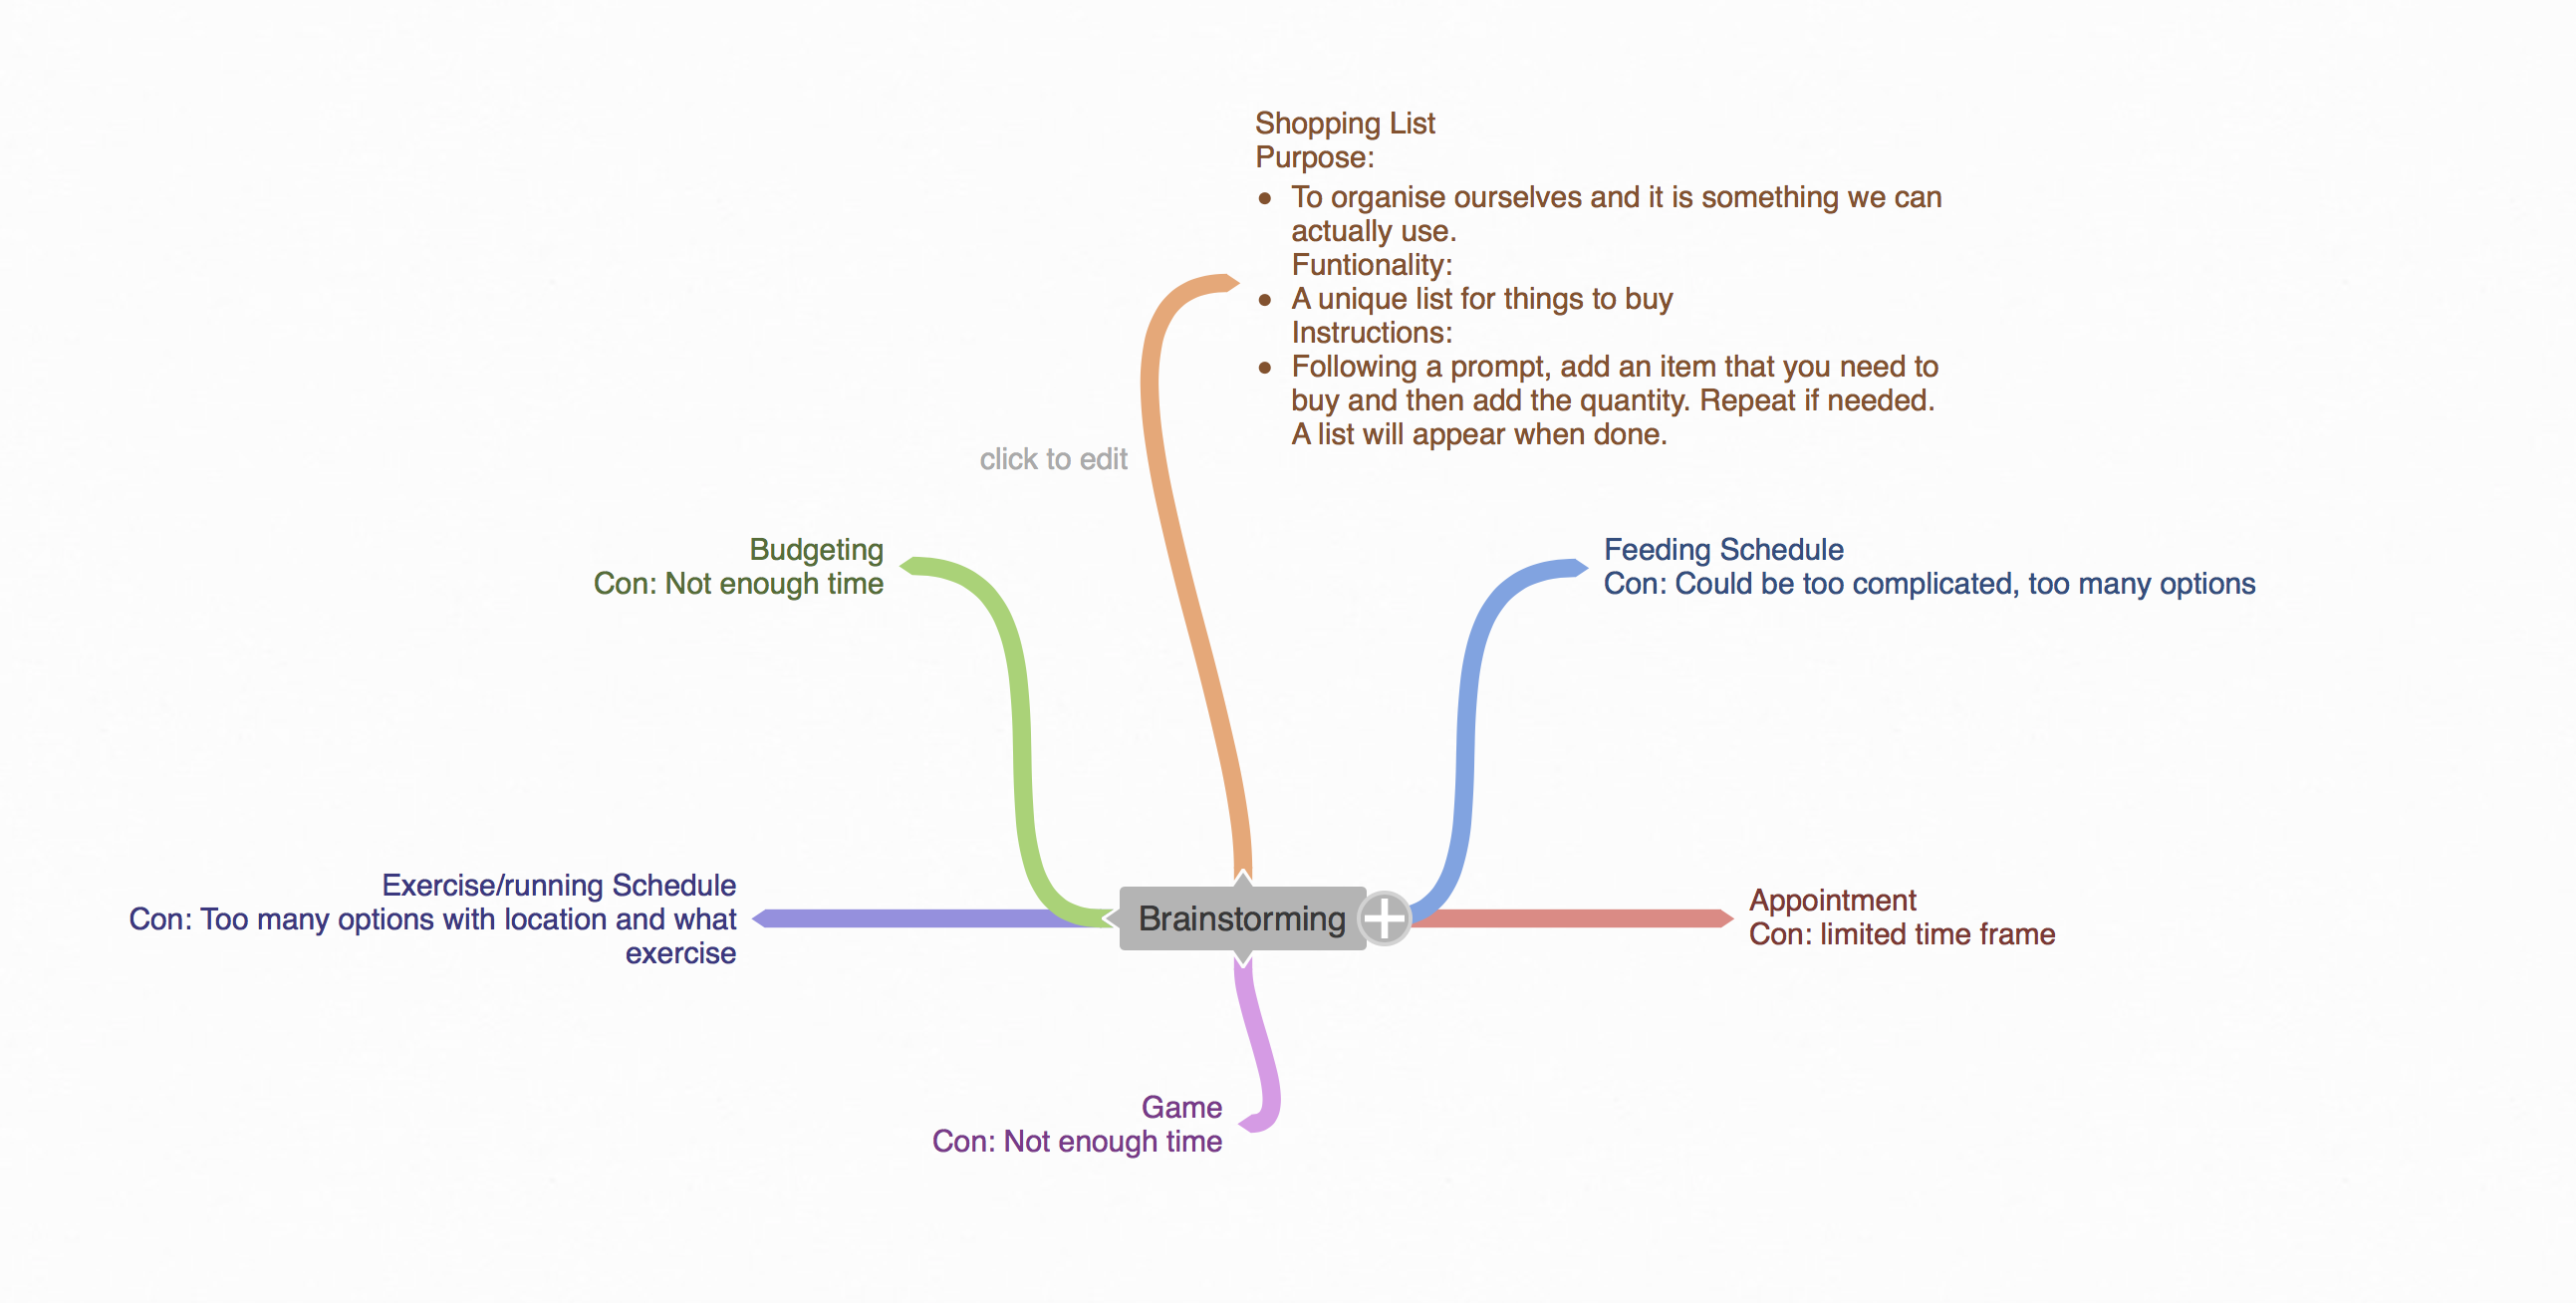 Shopping List
Purpose:
• To organise ourselves and it is something we can
actually use.
Funtionality:
• A unique list for things to buy
Instructions:
• Following a prompt, add an item that you need to
buy and then add the quantity. Repeat if needed.
A list will appear when done.
click to edit
Budgeting
Con: Not enough time
Feeding Schedule
Con: Could be too complicated, too many options
Exercise/running Schedule
Con: Too many options with location and what
exercise
Brainstorming
Appointment
Con: limited time frame
Game
Con: Not enough time